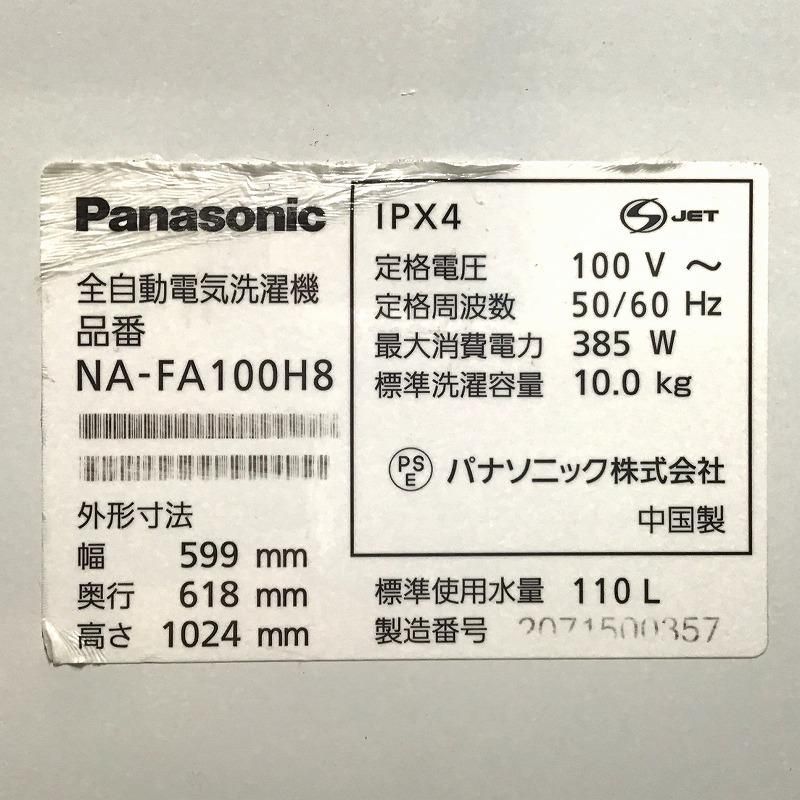 Panasonic
全自動電気洗濯機
品番
NA-FA100H8
外形寸法
幅 599 mm
奥行 618 mm
高さ 1024 mm
IPX4
S JET
定格電圧 100 V ～
定格周波数 50/60 Hz
最大消費電力 385 W
標準洗濯容量 10.0 kg
PS
E
パナソニック株式会社
中国製
標準使用水量 110 L
製造番号